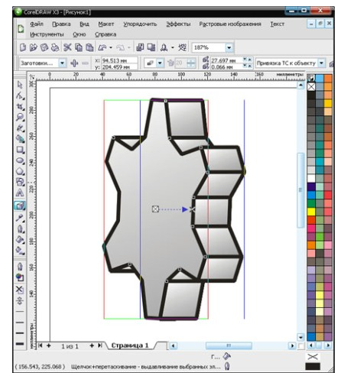 CorelDRAW X3 - [Рисунок1]
Файл Правка Вид Макет Упорядочить Эффекты Растровые изображения Текст
Инструменты Окно Справка
187%
Заготовки... x: 94.513 мм y: 204.459 мм 27.697 мм 0.066 мм Привязка ТС к объекту
миллиметры
миллиметры
1 из 1 Страница 1
( 156.543, 225.068 ) Щелчок+перетаскивание - выдавливание выбранных эл...